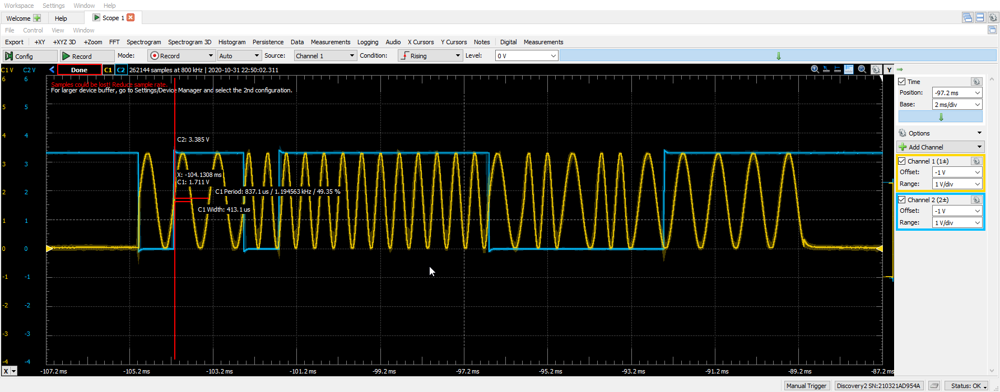 Workspace Settings Window Help
Welcome Help Scope 1
File Control View Window
Export +XY +XYZ 3D +Zoom FFT Spectrogram Spectrogram 3D Histogram Persistence Data Measurements Logging Audio X Cursors Y Cursors Notes Digital Measurements
Config Record Mode: Record Auto Source: Channel 1 Condition: Rising Level: 0 V
C1 V C2 V Done C1 C2 262144 samples at 800 kHz | 2020-10-31 22:50:02.311 Y
Samples could be lost! Reduce sample rate.
For larger device buffer, go to Settings/Device Manager and select the 2nd configuration.
6 6
5 5
4 4
3 3
2 2
1 1
0 0
-1 -1
-2 -2
-3 -3
-4 -4
C2: 3.385 V
X: -104.1308 ms
C1: 1.711 V
C1 Period: 837.1 us / 1.194563 kHz / 49.35 %
C1 Width: 413.1 us
X -107.2 ms -105.2 ms -103.2 ms -101.2 ms -99.2 ms -97.2 ms -95.2 ms -93.2 ms -91.2 ms -89.2 ms -87.2 ms
Time
Position: -97.2 ms
Base: 2 ms/div
Options
Add Channel
Channel 1 (1±)
Offset: -1 V
Range: 1 V/div
Channel 2 (2±)
Offset: -1 V
Range: 1 V/div
Manual Trigger Discovery2 SN:210321AD954A Status: OK